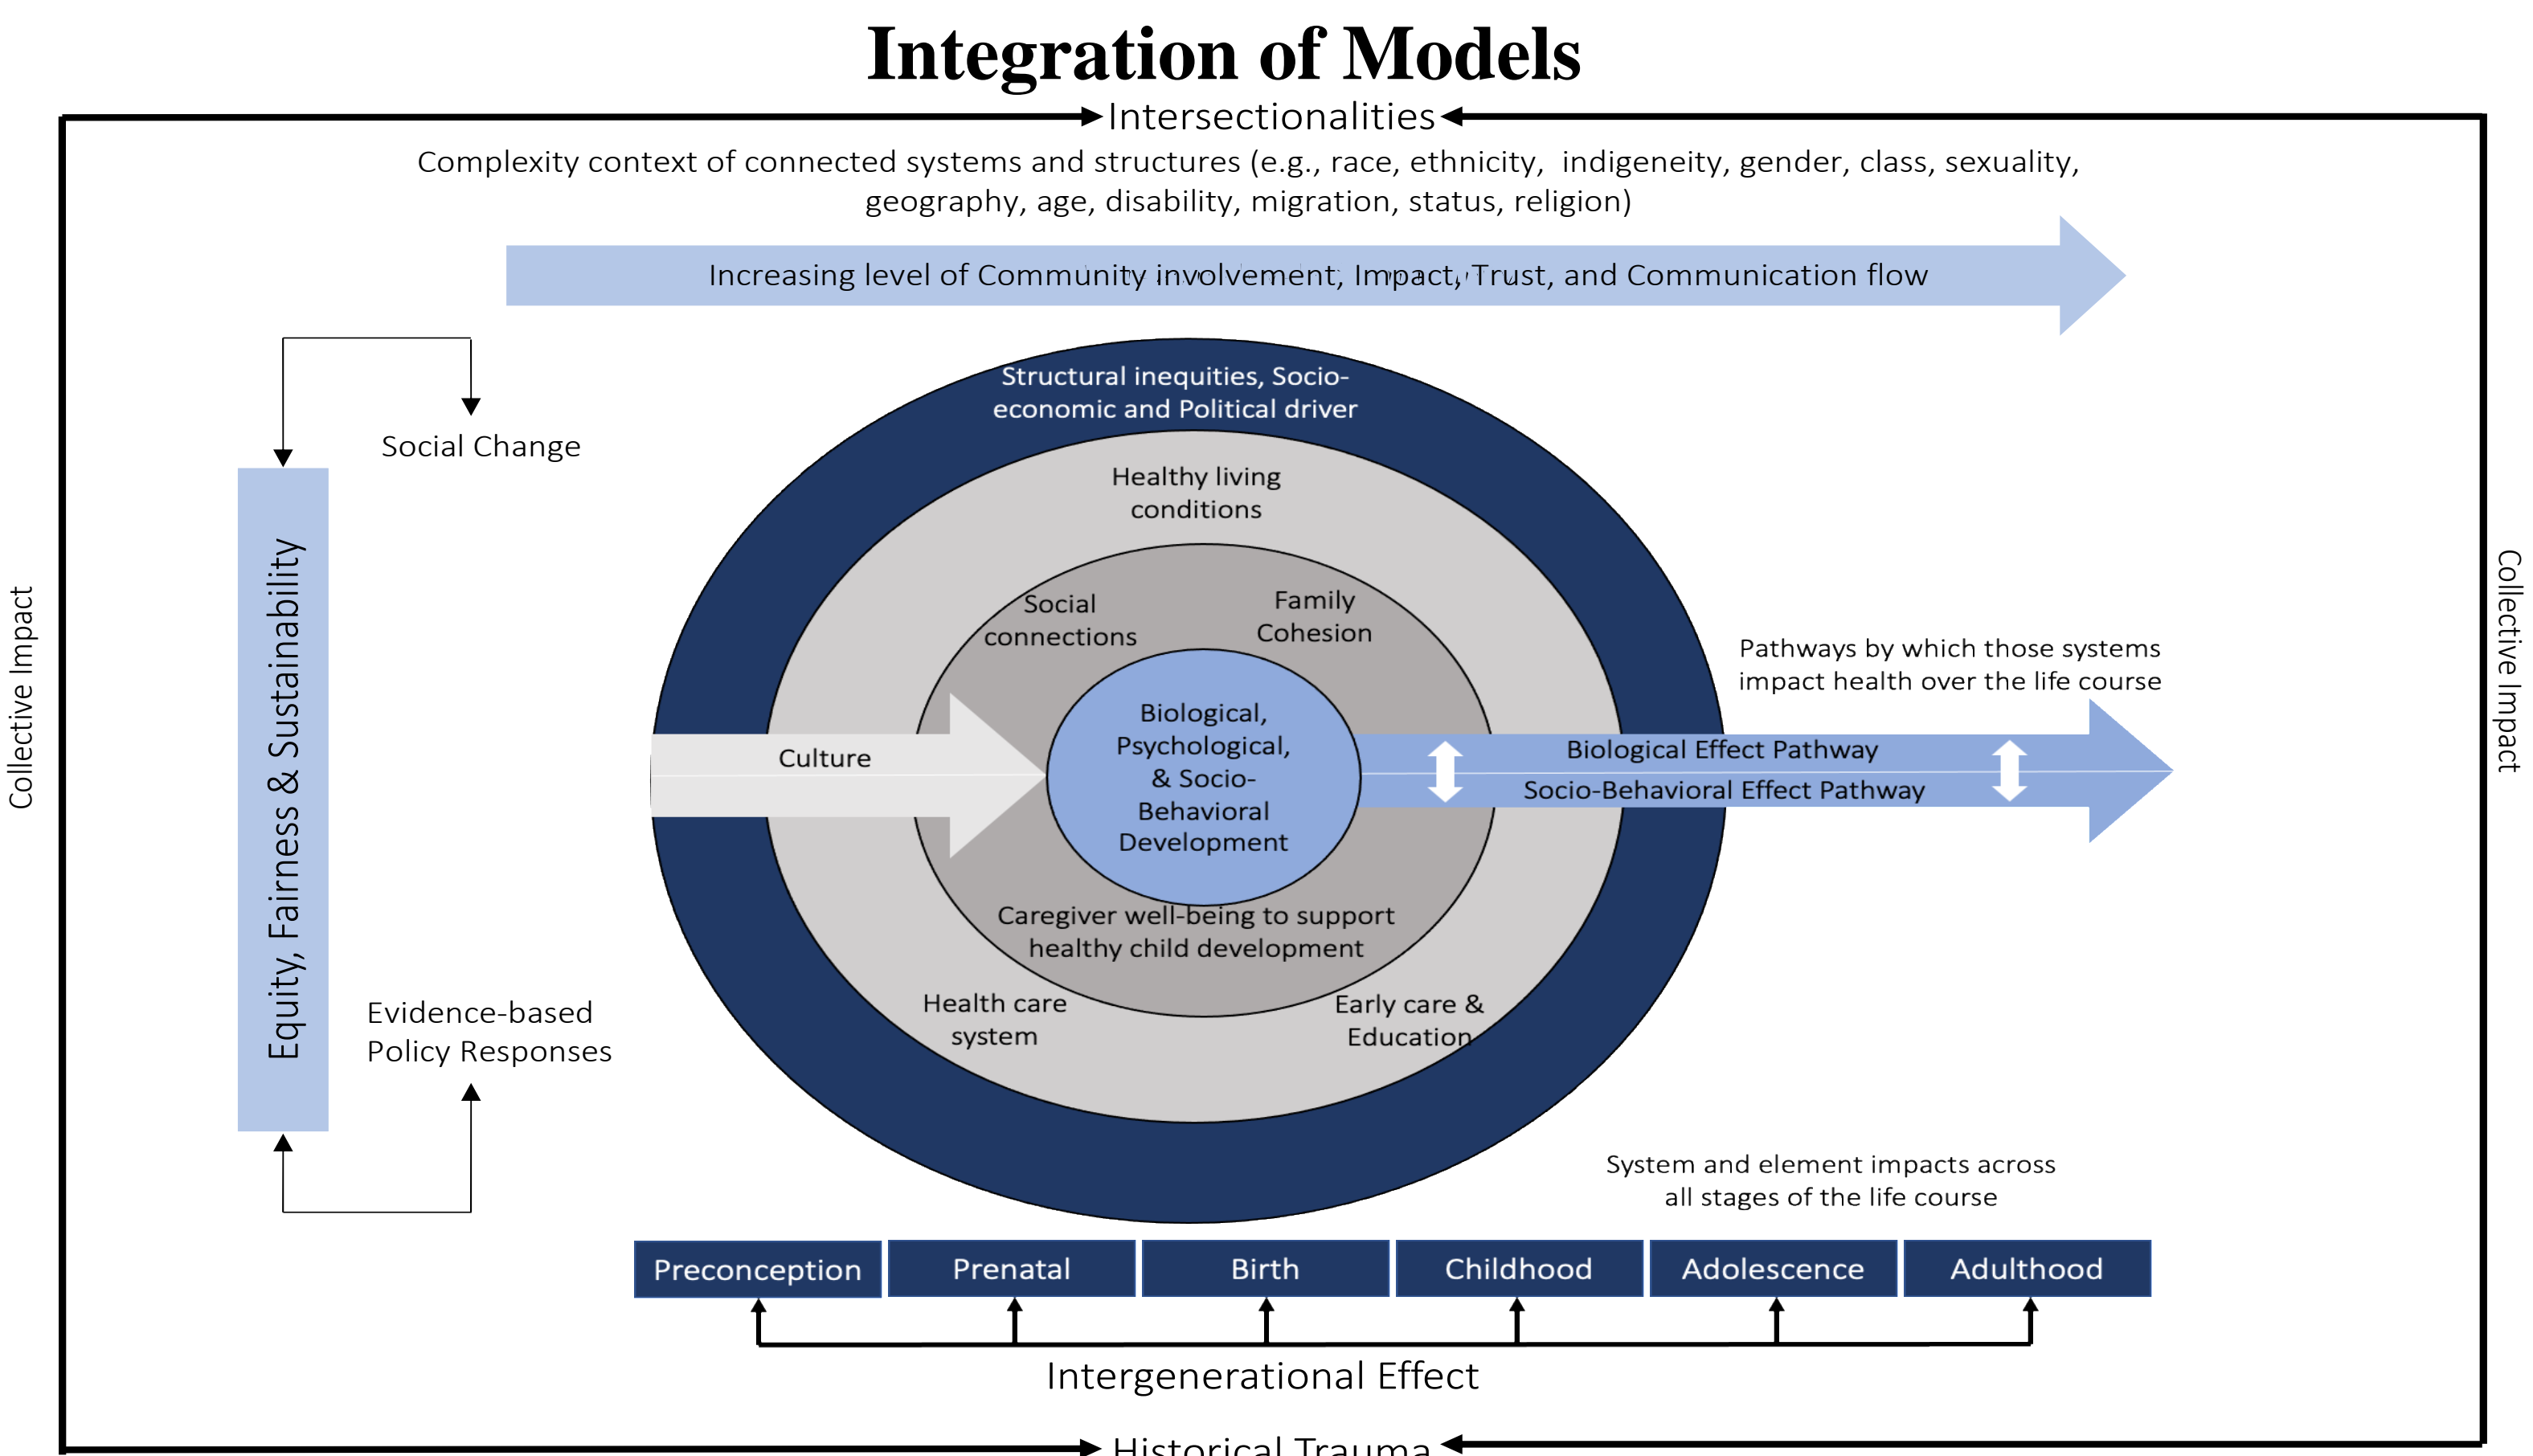 Integration of Models
Intersectionalities
Complexity context of connected systems and structures (e.g., race, ethnicity, indigeneity, gender, class, sexuality,
geography, age, disability, migration, status, religion)
Increasing level of Community involvement, Impact, Trust, and Communication flow
Structural inequities, Socio-
economic and Political driver
Social Change
Healthy living
conditions
Collective Impact
Equity, Fairness & Sustainability
Social
connections
Family
Cohesion
Pathways by which those systems
impact health over the life course
Collective Impact
Culture
Biological,
Psychological,
& Socio-
Behavioral
Development
Biological Effect Pathway
Socio-Behavioral Effect Pathway
Caregiver well-being to support
healthy child development
Evidence-based
Policy Responses
Health care
system
Early care &
Education
System and element impacts across
all stages of the life course
Preconception
Prenatal
Birth
Childhood
Adolescence
Adulthood
Intergenerational Effect
Historical Trauma